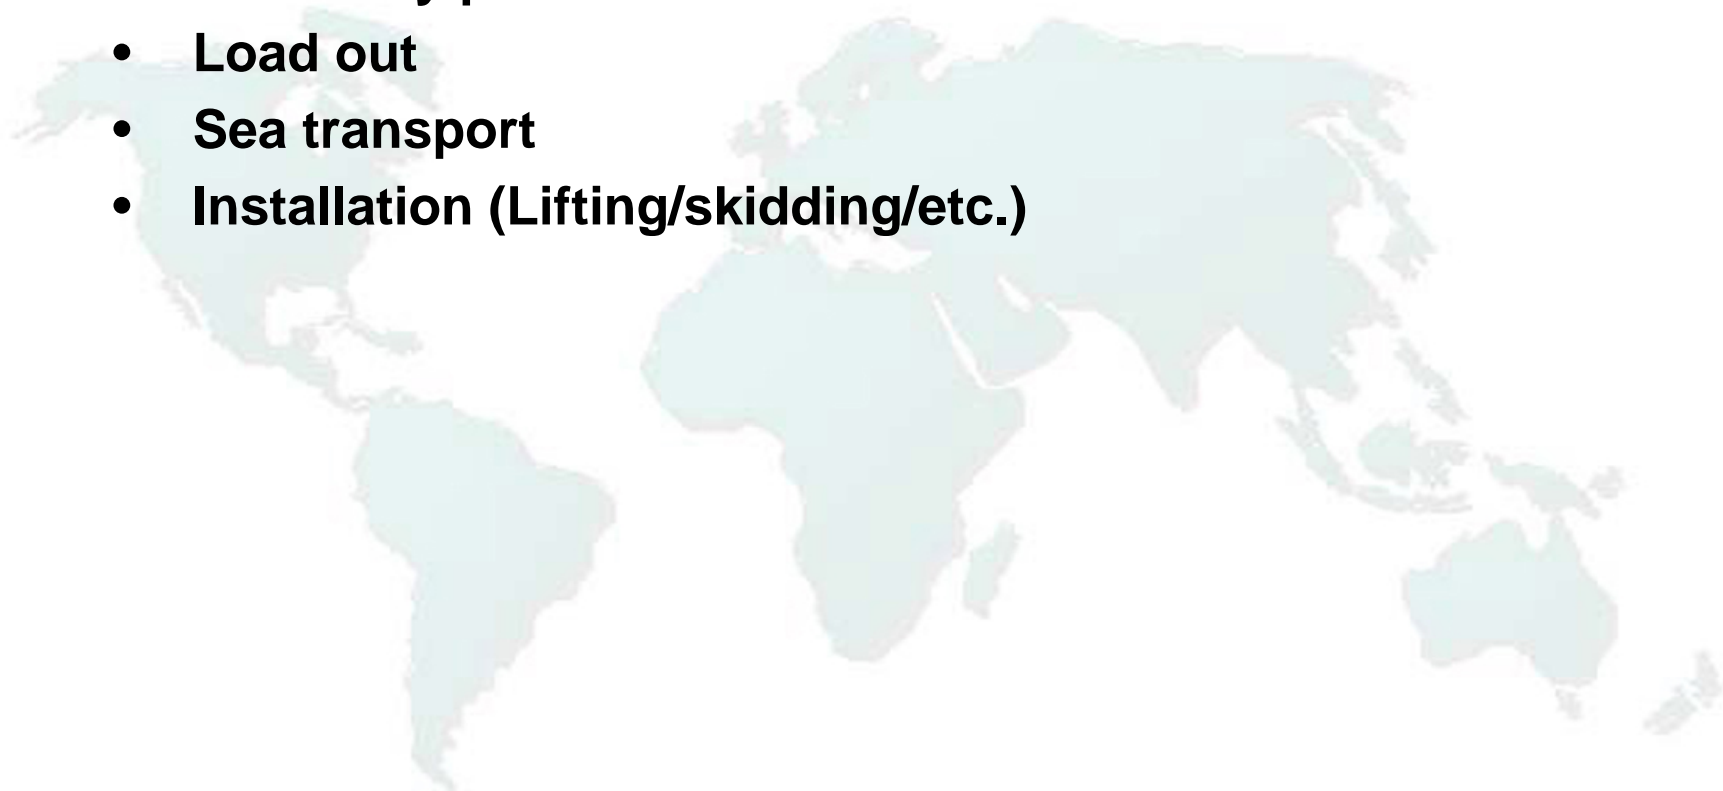 • Load out
• Sea transport
• Installation (Lifting/skidding/etc.)